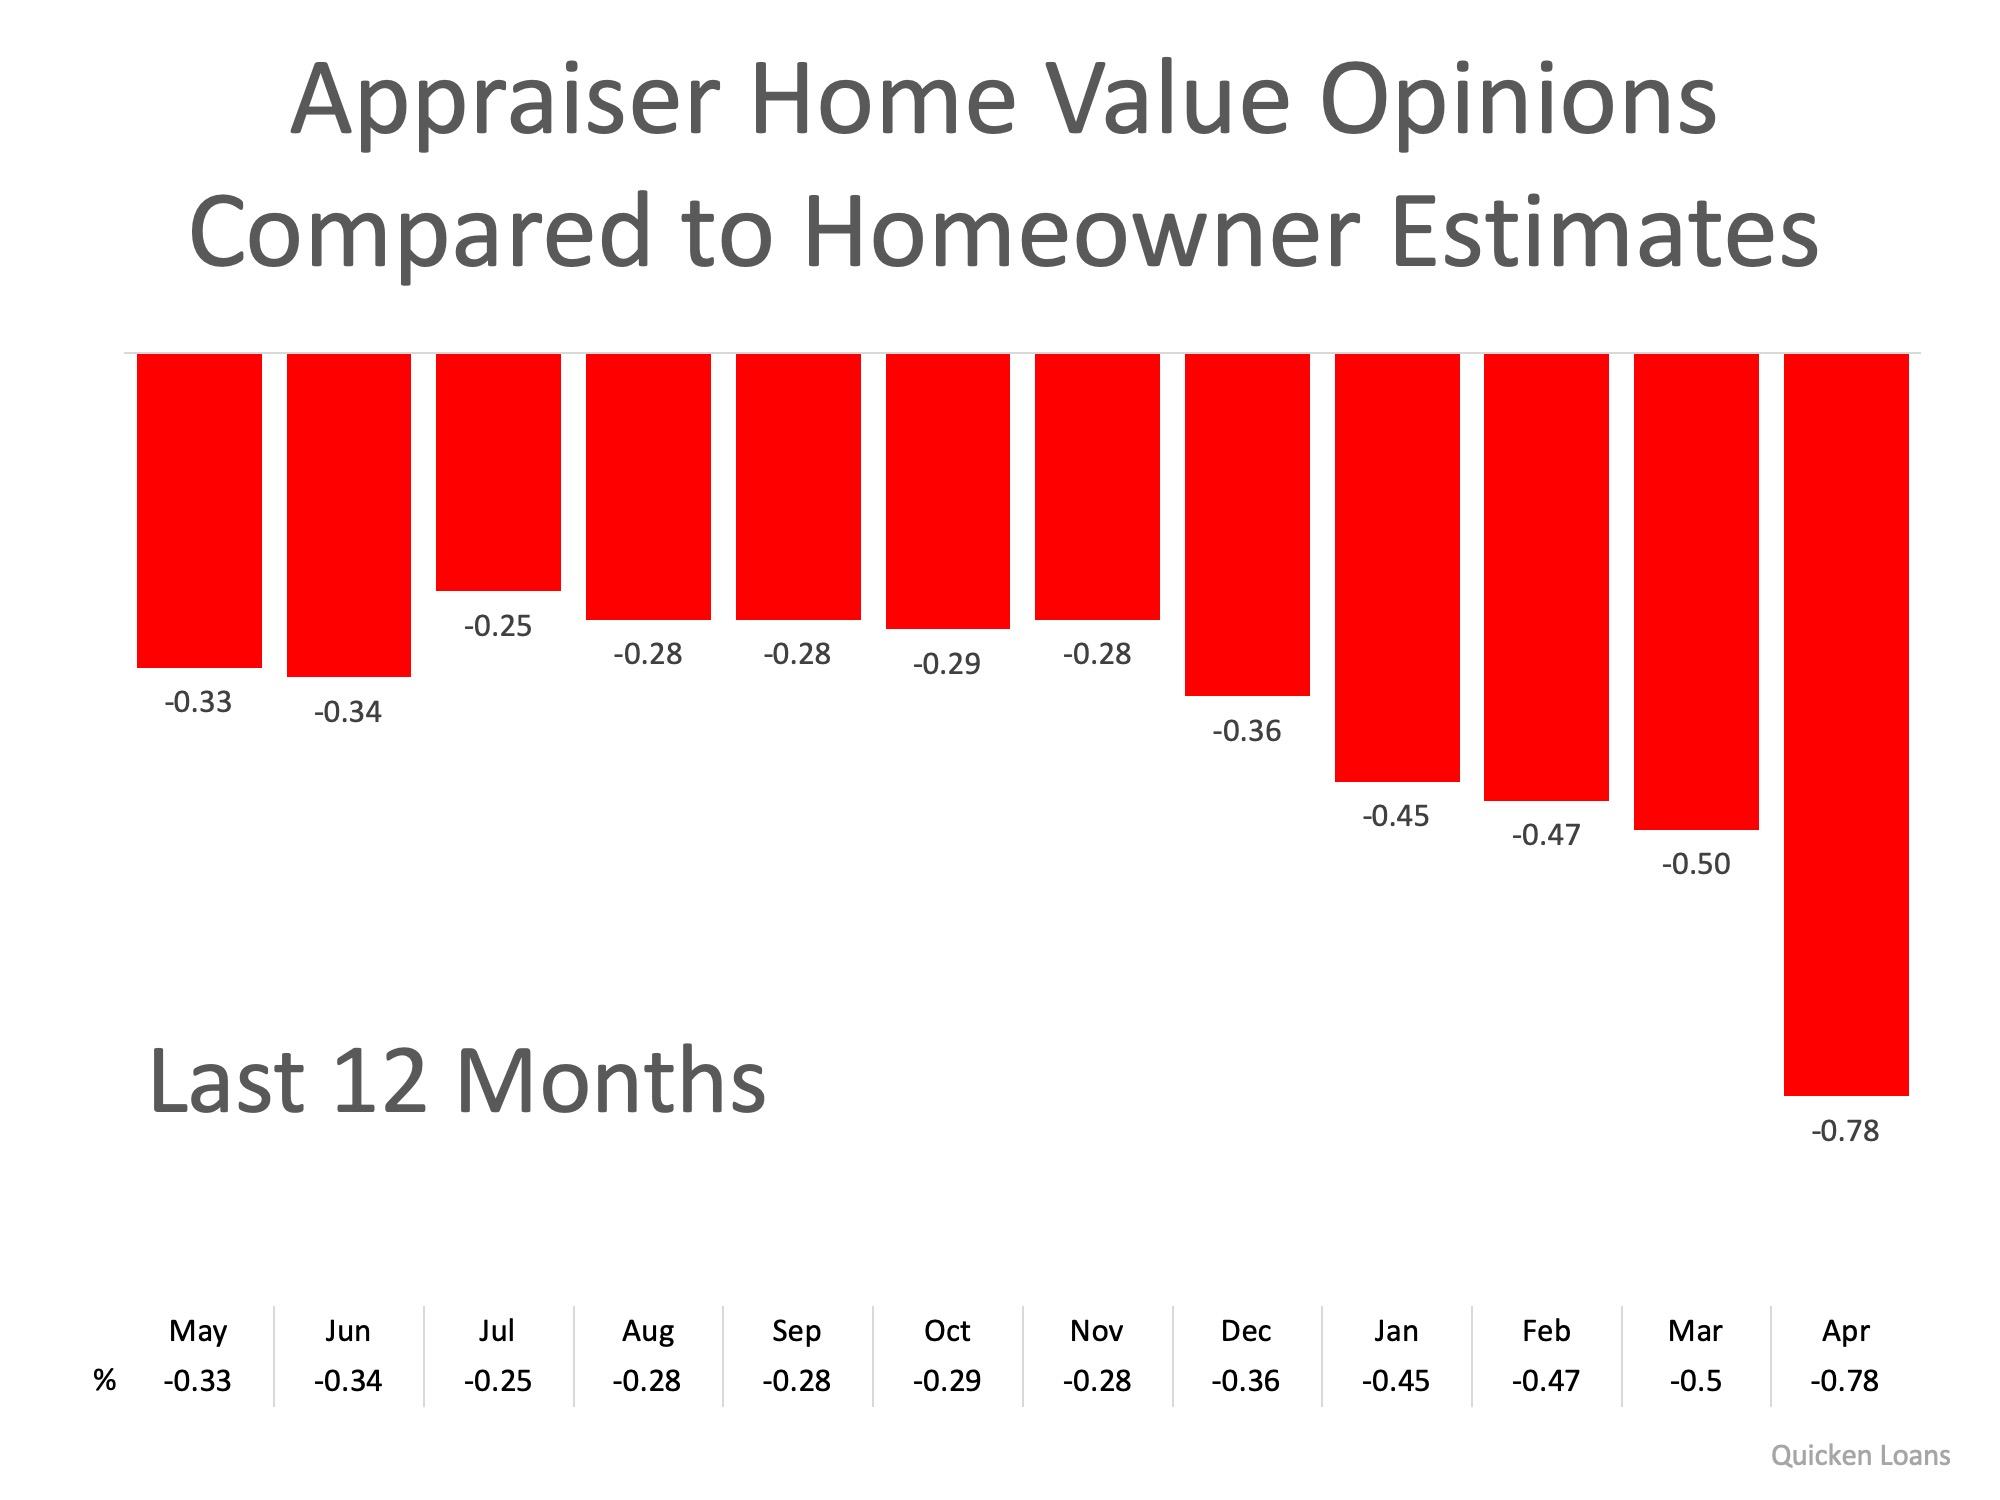 Appraiser Home Value Opinions
Compared to Homeowner Estimates
-0.33 -0.34 -0.25 -0.28 -0.28 -0.29 -0.28 -0.36 -0.45 -0.47 -0.50 -0.78
Last 12 Months
May Jun Jul Aug Sep Oct Nov Dec Jan Feb Mar Apr
% -0.33 -0.34 -0.25 -0.28 -0.28 -0.29 -0.28 -0.36 -0.45 -0.47 -0.5 -0.78
Quicken Loans